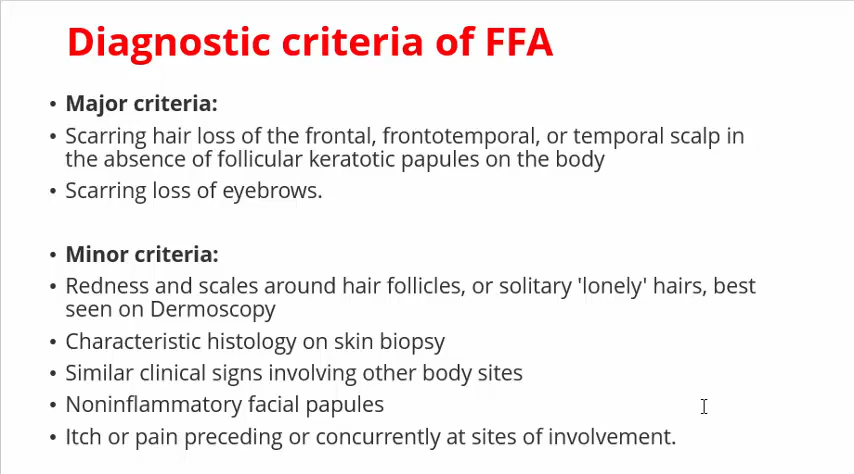 Diagnostic criteria of FFA
• Major criteria:
• Scarring hair loss of the frontal, frontotemporal, or temporal scalp in
the absence of follicular keratotic papules on the body
• Scarring loss of eyebrows.
• Minor criteria:
• Redness and scales around hair follicles, or solitary 'lonely' hairs, best
seen on Dermoscopy
• Characteristic histology on skin biopsy
• Similar clinical signs involving other body sites
• Noninflammatory facial papules
• Itch or pain preceding or concurrently at sites of involvement.